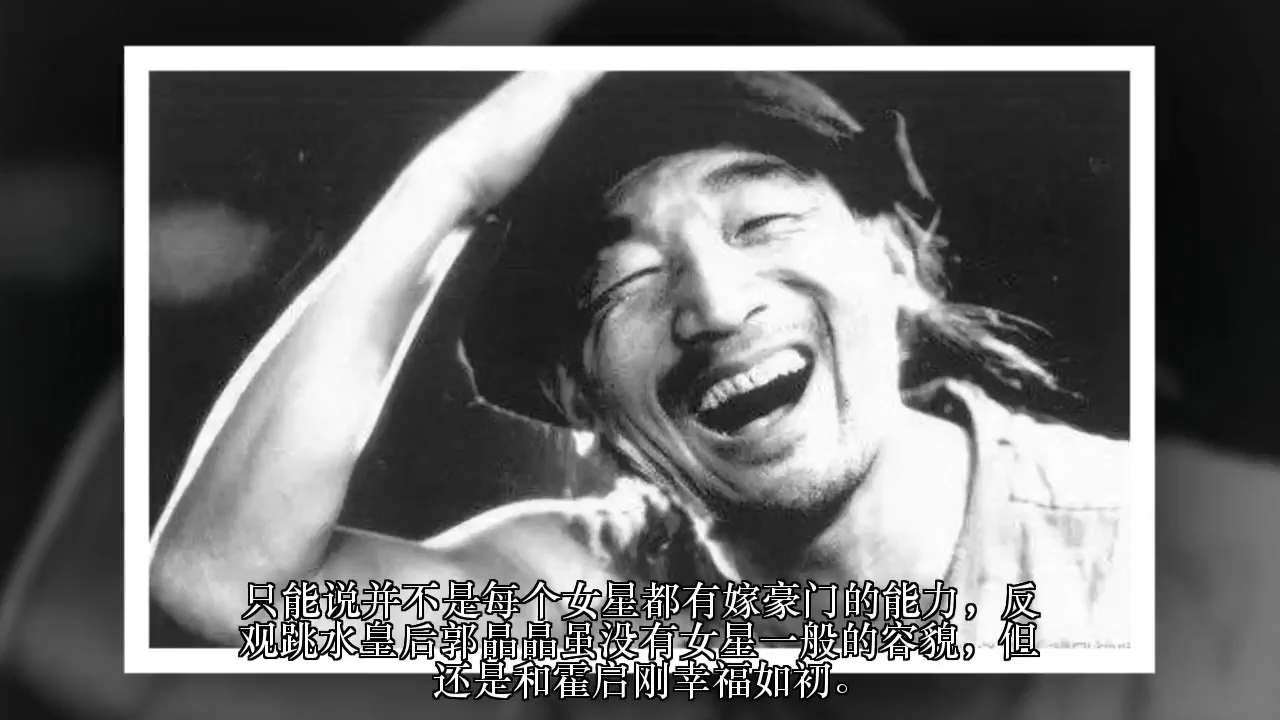 只能说并不是每个女星都有嫁豪门的能力，反
观跳水皇后郭晶晶虽没有女星一般的容貌，但
还是和霍启刚幸福如初。